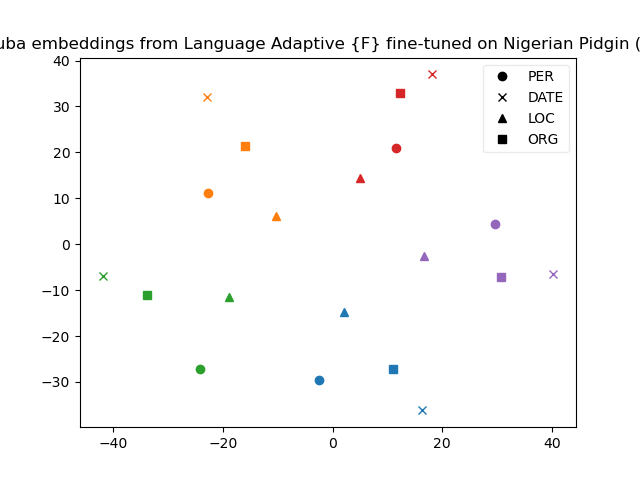 uba embeddings from Language Adaptive {F} fine-tuned on Nigerian Pidgin (
40
30
20
10
0
−10
−20
−30
−40
−20
0
20
40
PER
DATE
LOC
ORG